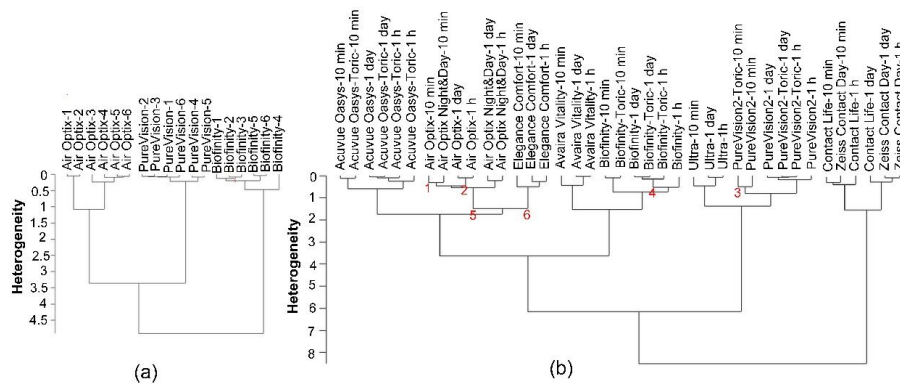 Air Optix-1
Air Optix-2
Air Optix-3
Air Optix-4
Air Optix-5
Air Optix-6
PureVision-2
PureVision-3
PureVision-1
PureVision-6
PureVision-4
PureVision-5
Biofinity-1
Biofinity-2
Biofinity-3
Biofinity-5
Biofinity-6
Biofinity-4
Heterogeneity
0
0.5
1
1.5
2
2.5
3
3.5
4
4.5
(a)
(b)
Acuvue Oasys-10 min
Acuvue Oasys-Toric-10 min
Acuvue Oasys-1 day
Acuvue Oasys-Toric-1 day
Acuvue Oasys-Toric-1 h
Acuvue Oasys-1 h
Air Optix-10 min
Air Optix Night&Day-10 min
Air Optix-1 day
Air Optix-1 h
Air Optix Night&Day-1 day
Air Optix Night&Day-1 h
Elegance Comfort-10 min
Elegance Comfort-1 day
Elegance Comfort-1 h
Avaira Vitality-10 min
Avaira Vitality-1 day
Avaira Vitality-1 h
Biofinity-10 min
Biofinity-Toric-10 min
Biofinity-1 day
Biofinity-Toric-1 day
Biofinity-Toric-1 h
Biofinity-1 h
Ultra-10 min
Ultra-1 day
Ultra-1h
PureVision2-Toric-10 min
PureVision2-10 min
PureVision2-1 day
PureVision2-Toric-1 day
PureVision2-Toric-1 h
PureVision2-1 h
Contact Life-10 min
Zeiss Contact Day-10 min
Contact Life-1 h
Contact Life-1 day
Zeiss Contact Day-1 day
Zeiss Contact Day-1 h
Heterogeneity
0
1
2
3
4
5
6
7
8
1
2
3
4
5
6